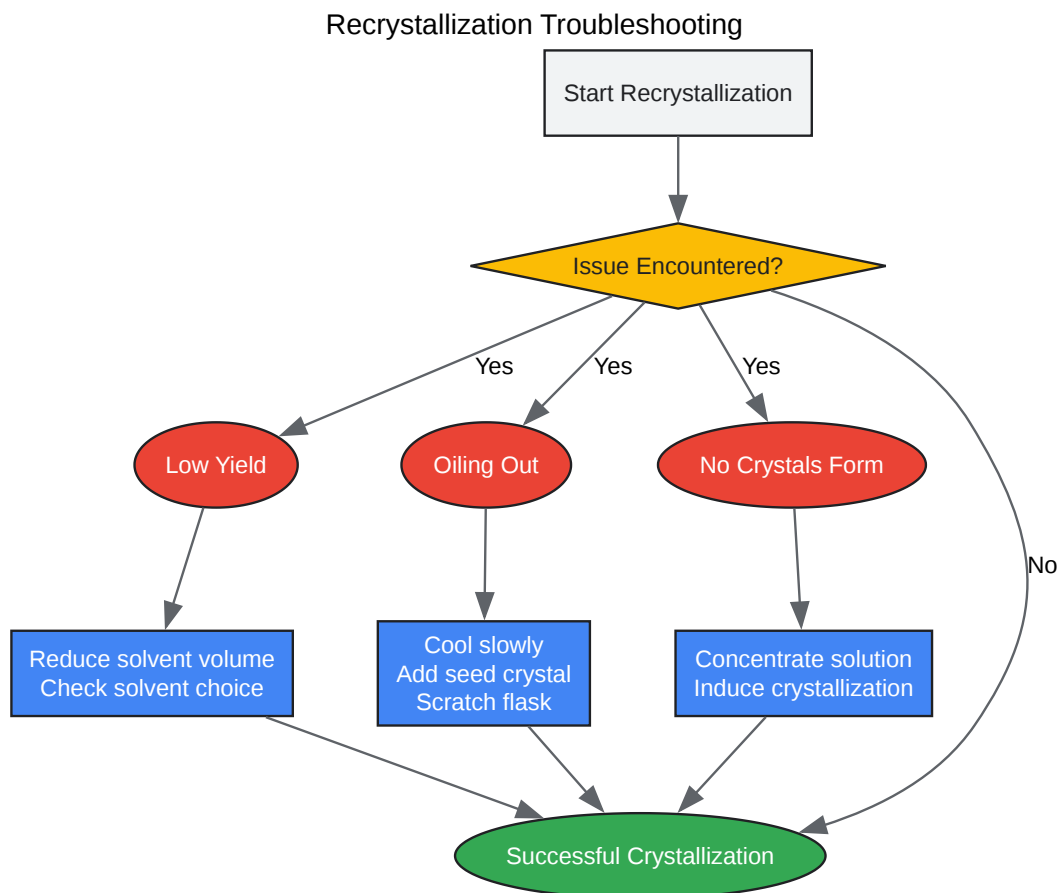 Recrystallization Troubleshooting
Start Recrystallization
Issue Encountered?
Yes
Yes
Yes
Low Yield
Oiling Out
No Crystals Form
No
Reduce solvent volume
Check solvent choice
Cool slowly
Add seed crystal
Scratch flask
Concentrate solution
Induce crystallization
Successful Crystallization